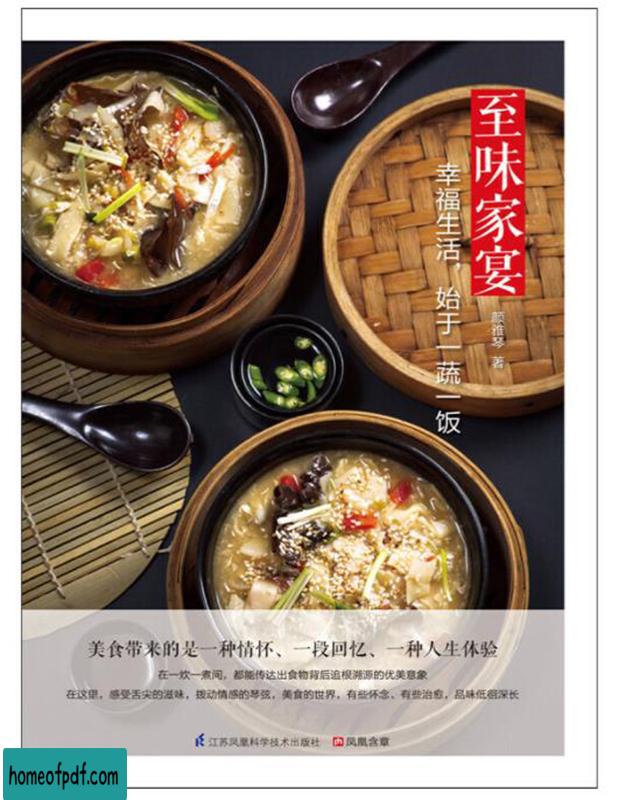 至味家宴
幸福生活，始于一蔬一饭
颜雅琴 著
美食带来的是一种情怀、一段回忆、一种人生体验
在一炊一煮间，都能传达出食物背后追根溯源的优美意象
在这里，感受舌尖的滋味，拨动情感的琴弦，美食的世界，有些怀念、有些治愈，品味低徊深长
江苏凤凰科学技术出版社 凤凰含章
homeofpdf.com